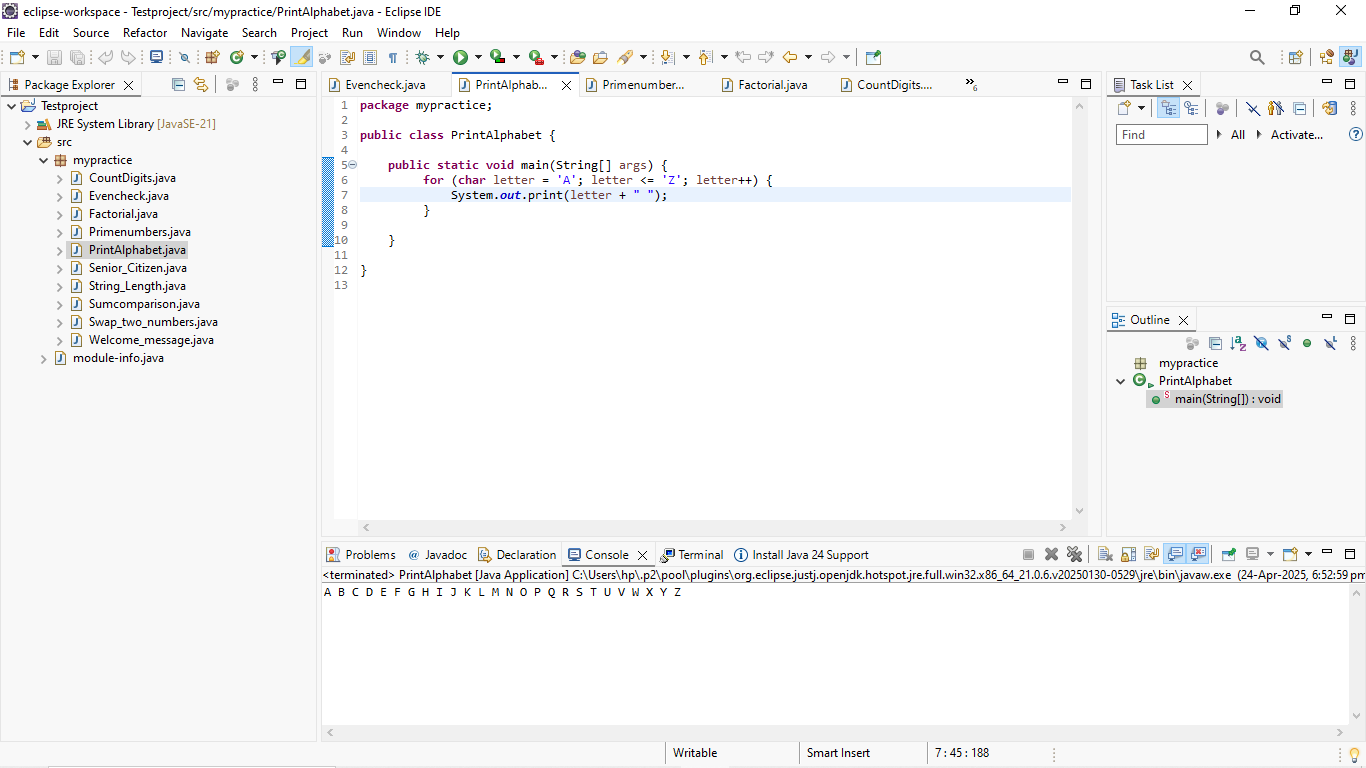 eclipse-workspace - Testproject/src/mypractice/PrintAlphabet.java - Eclipse IDE
File Edit Source Refactor Navigate Search Project Run Window Help
Package Explorer
Testproject
JRE System Library [JavaSE-21]
src
mypractice
CountDigits.java
Evencheck.java
Factorial.java
Primenumbers.java
PrintAlphabet.java
Senior_Citizen.java
String_Length.java
Sumcomparison.java
Swap_two_numbers.java
Welcome_message.java
module-info.java
Evencheck.java PrintAlphab... Primenumber... Factorial.java CountDigits.... »6
1 package mypractice;
2
3 public class PrintAlphabet {
4
5 public static void main(String[] args) {
6 for (char letter = 'A'; letter <= 'Z'; letter++) {
7 System.out.print(letter + " ");
8 }
9
10 }
11
12 }
13
Task List
Find All Activate...
Outline
mypractice
PrintAlphabet
main(String[]) : void
Problems @ Javadoc Declaration Console Terminal Install Java 24 Support
<terminated> PrintAlphabet [Java Application] C:\Users\hp\.p2\pool\plugins\org.eclipse.justj.openjdk.hotspot.jre.full.win32.x86_64_21.0.6.v20250130-0529\jre\bin\javaw.exe (24-Apr-2025, 6:52:59 pm
A B C D E F G H I J K L M N O P Q R S T U V W X Y Z
Writable Smart Insert 7 : 45 : 188